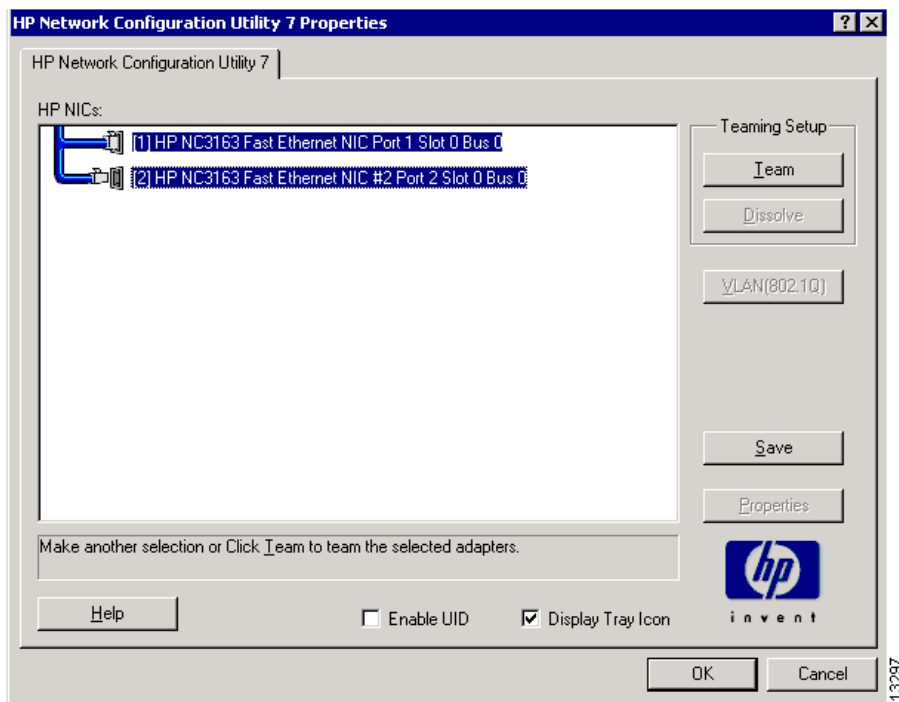 HP Network Configuration Utility 7 Properties
HP Network Configuration Utility 7
HP NICs:
[1] HP NC3163 Fast Ethernet NIC Port 1 Slot 0 Bus 0
[2] HP NC3163 Fast Ethernet NIC #2 Port 2 Slot 0 Bus 0
Teaming Setup
Team
Dissolve
VLAN(802.1Q)
Save
Properties
Make another selection or Click Team to team the selected adapters.
hp
invent
Help
Enable UID
Display Tray Icon
OK
Cancel
13297